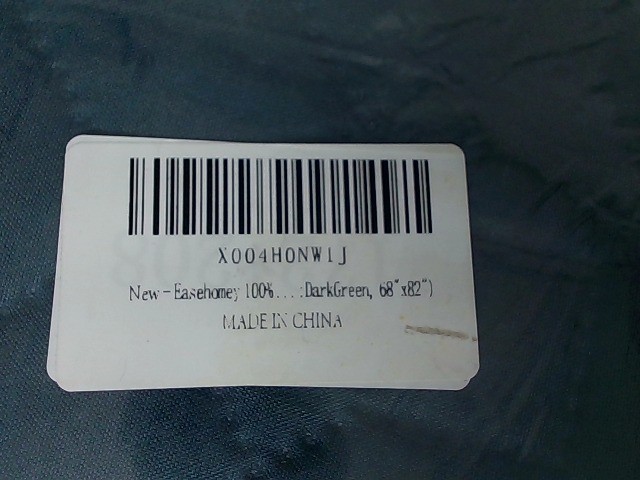 X004H0NW1J
New-Easehomey 100%...:DarkGreen, 68"x82")
MADE IN CHINA